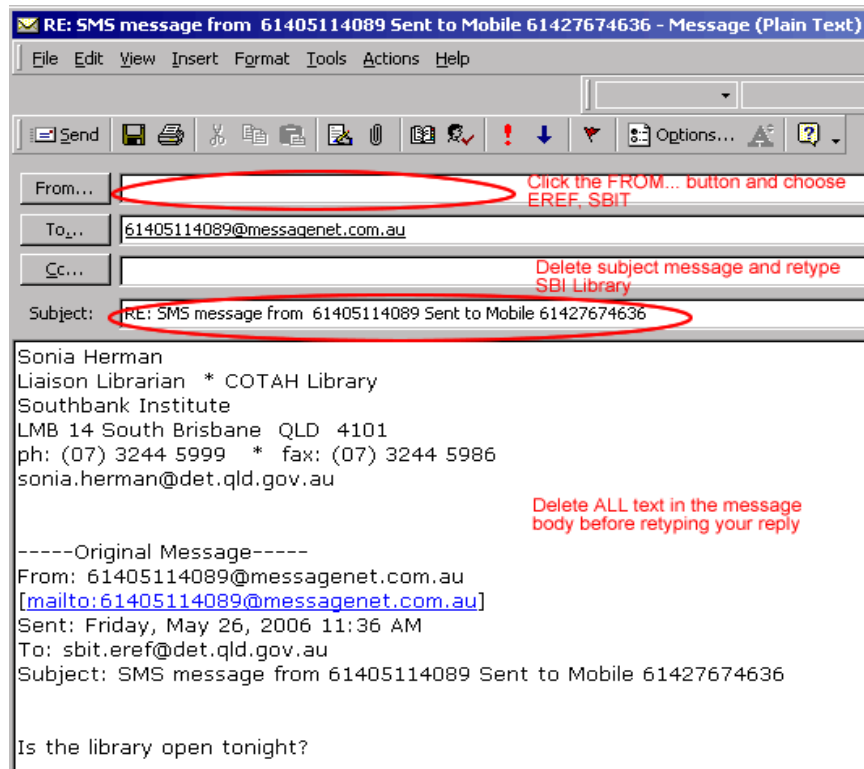 RE: SMS message from 61405114089 Sent to Mobile 61427674636 - Message (Plain Text)
File Edit View Insert Format Tools Actions Help
Send Options...
From... Click the FROM... button and choose
EREF, SBIT
To... 61405114089@messagenet.com.au
Cc... Delete subject message and retype
SBI Library
Subject: RE: SMS message from 61405114089 Sent to Mobile 61427674636
Sonia Herman
Liaison Librarian * COTAH Library
Southbank Institute
LMB 14 South Brisbane QLD 4101
ph: (07) 3244 5999 * fax: (07) 3244 5986
sonia.herman@det.qld.gov.au
Delete ALL text in the message
body before retyping your reply
-----Original Message-----
From: 61405114089@messagenet.com.au
[mailto:61405114089@messagenet.com.au]
Sent: Friday, May 26, 2006 11:36 AM
To: sbit.eref@det.qld.gov.au
Subject: SMS message from 61405114089 Sent to Mobile 61427674636
Is the library open tonight?